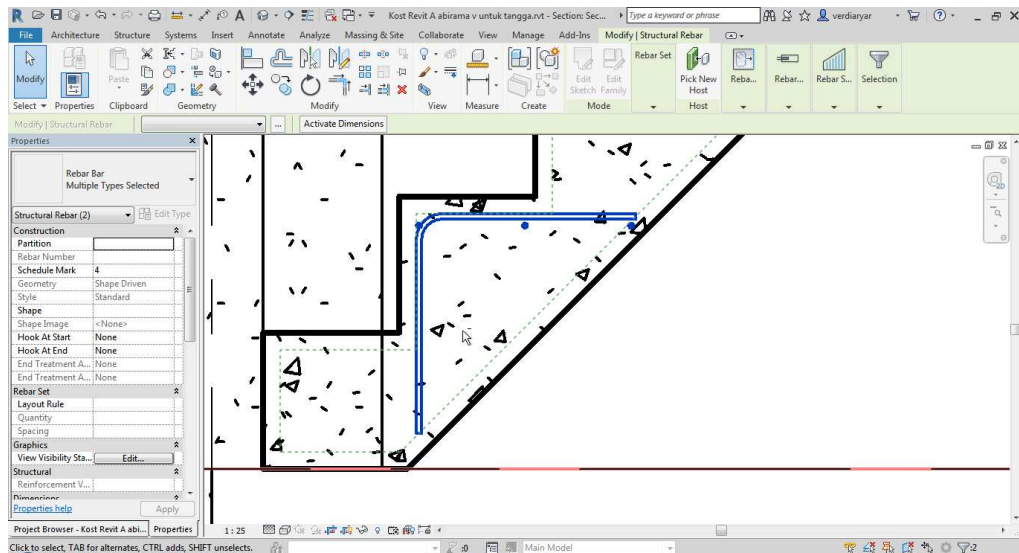 Kost Revit A abirama v untuk tangga.rvt - Section: Sec...
Type a keyword or phrase
verdiaryar
File Architecture Structure Systems Insert Annotate Analyze Massing & Site Collaborate View Manage Add-Ins Modify | Structural Rebar
Modify
Paste
Edit Sketch
Edit Family
Rebar Set
Pick New Host
Reba...
Rebar...
Rebar S...
Selection
Select Properties Clipboard Geometry Modify View Measure Create Mode Host
Modify | Structural Rebar
... Activate Dimensions
Properties
Rebar Bar
Multiple Types Selected
Structural Rebar (2) Edit Type
Construction
Partition
Rebar Number
Schedule Mark 4
Geometry Shape Driven
Style Standard
Shape
Shape Image <None>
Hook At Start None
Hook At End None
End Treatment A... None
End Treatment A... None
Rebar Set
Layout Rule
Quantity
Spacing
Graphics
View Visibility Sta... Edit...
Structural
Reinforcement V...
Dimensions
Properties help Apply
Project Browser - Kost Revit A abi... Properties
1 : 25
Click to select, TAB for alternates, CTRL adds, SHIFT unselects.
:0
Main Model
:2